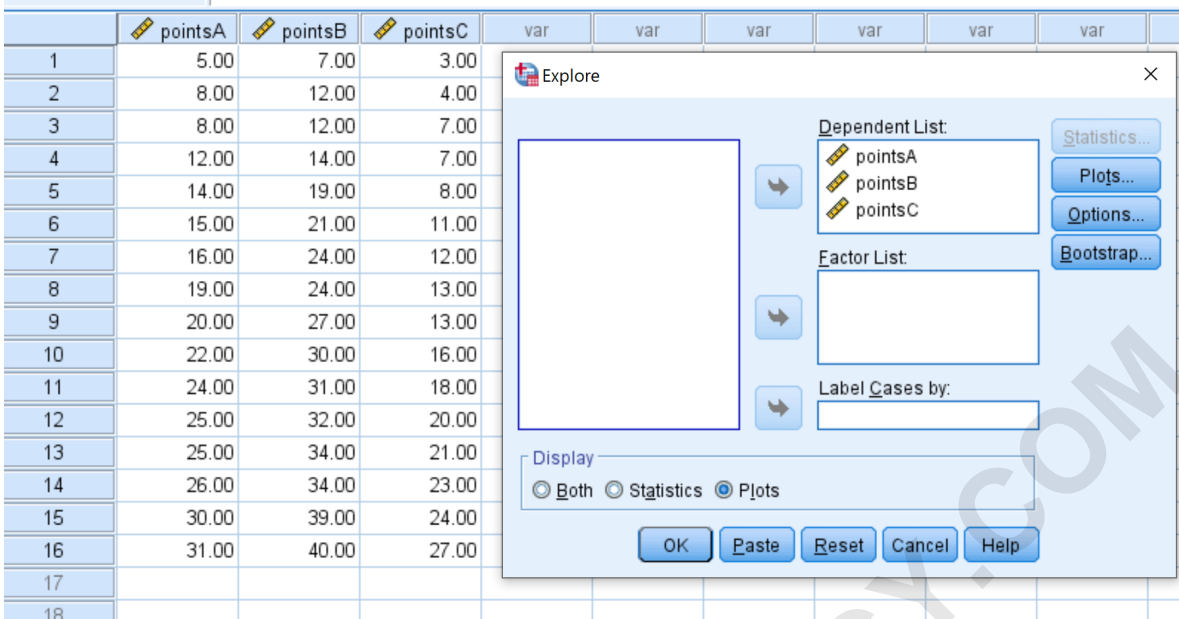 pointsA pointsB pointsC var var var var var var
1 5.00 7.00 3.00
2 8.00 12.00 4.00
3 8.00 12.00 7.00
4 12.00 14.00 7.00
5 14.00 19.00 8.00
6 15.00 21.00 11.00
7 16.00 24.00 12.00
8 19.00 24.00 13.00
9 20.00 27.00 13.00
10 22.00 30.00 16.00
11 24.00 31.00 18.00
12 25.00 32.00 20.00
13 25.00 34.00 21.00
14 26.00 34.00 23.00
15 30.00 39.00 24.00
16 31.00 40.00 27.00
17
18
Explore
Dependent List:
pointsA
pointsB
pointsC
Statistics...
Plots...
Options...
Bootstrap...
Factor List:
Label Cases by:
Display
Both Statistics Plots
OK Paste Reset Cancel Help
Y.COM